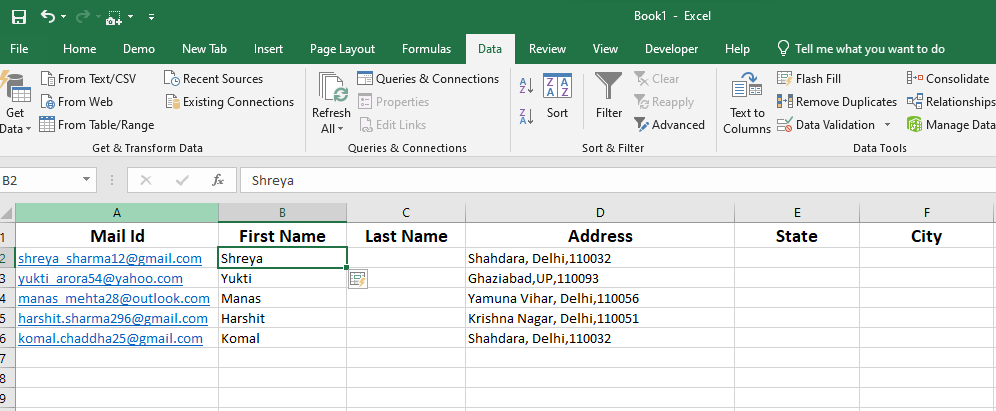 Book1 - Excel
File Home Demo New Tab Insert Page Layout Formulas Data Review View Developer Help Tell me what you want to do
From Text/CSV Recent Sources Queries & Connections Clear Flash Fill Consolidate
From Web Existing Connections Properties Reapply Remove Duplicates Relationships
From Table/Range Edit Links Advanced Data Validation Manage Data
Get Data Refresh All Sort Filter Text to Columns
Get & Transform Data Queries & Connections Sort & Filter Data Tools
B2 fx Shreya
A B C D E F
1 Mail Id First Name Last Name Address State City
2 shreya_sharma12@gmail.com Shreya Shahdara, Delhi,110032
3 yukti_arora54@yahoo.com Yukti Ghaziabad,UP,110093
4 manas_mehta28@outlook.com Manas Yamuna Vihar, Delhi,110056
5 harshit.sharma296@gmail.com Harshit Krishna Nagar, Delhi,110051
6 komal.chaddha25@gmail.com Komal Shahdara, Delhi,110032
7
8
9